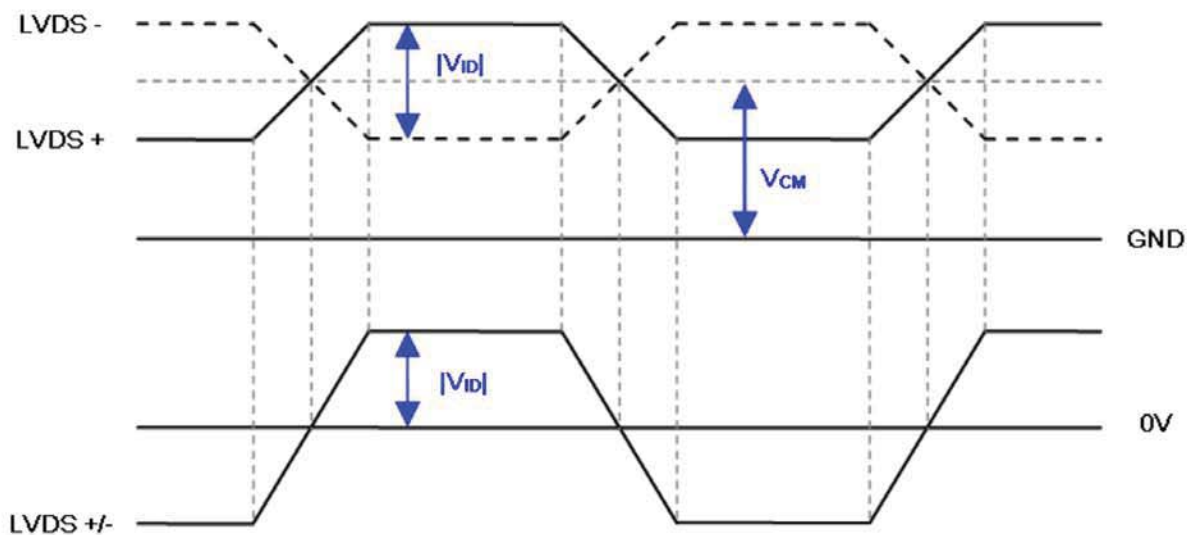 LVDS -
|VID|
LVDS +
VCM
GND
|VID|
0V
LVDS +/-